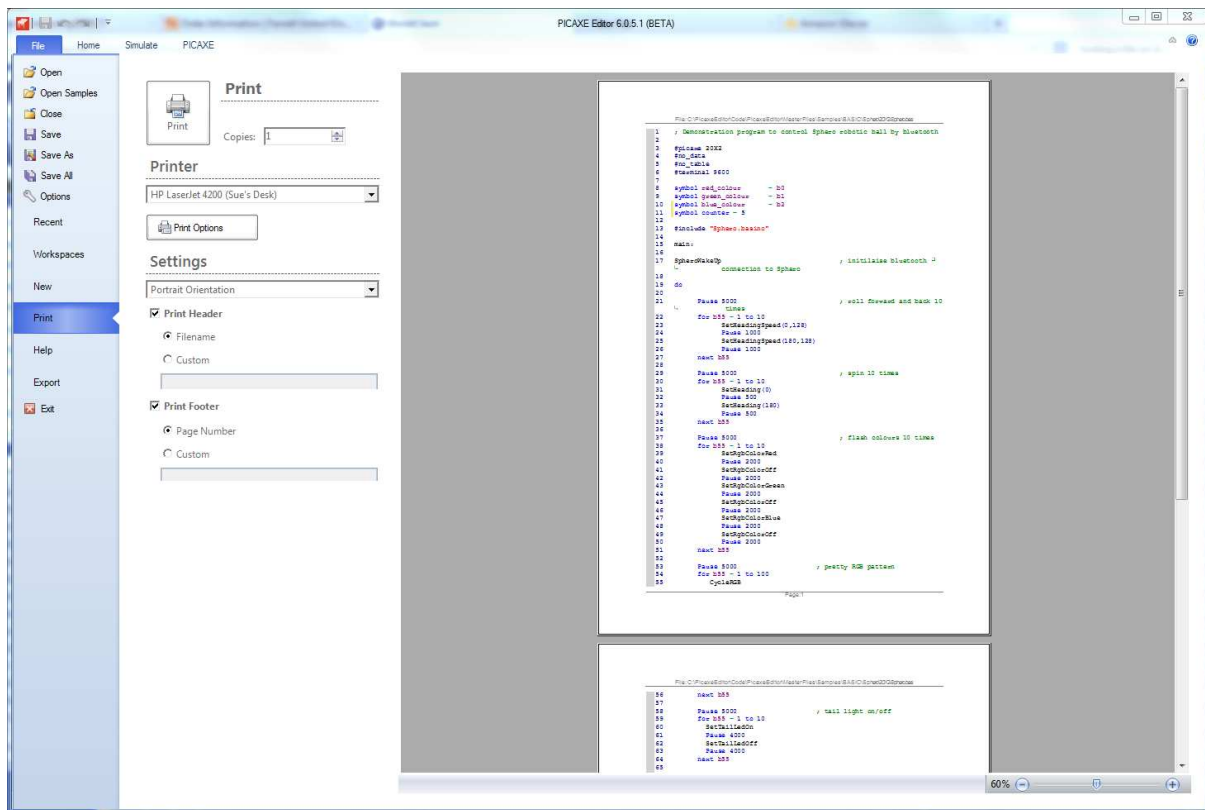 PICAXE Editor 6.0.5.1 (BETA)
File Home Simulate PICAXE
Open
Open Samples
Close
Save
Save As
Save All
Options
Recent
Workspaces
New
Print
Help
Export
Exit
Print
Print
Copies: 1
Printer
HP LaserJet 4200 (Sue's Desk)
Print Options
Settings
Portrait Orientation
Print Header
Filename
Custom
Print Footer
Page Number
Custom
1 ; Demonstration program to control Sphero robotic ball by bluetooth
2
3 #picaxe 20X2
4 #no_data
5 #no_table
6 #terminal 9600
7
8 symbol red_colour = b0
9 symbol green_colour = b1
10 symbol blue_colour = b2
11 symbol counter = 5
12
13 #include "Sphero.basinc"
14
15 main:
16
17 SpheroWakeUp ; initilaise bluetooth
connection to Sphero
18
19 do
20
21 Pause 5000 ; roll forward and back 10
times
22 for b55 = 1 to 10
23 SetHeadingSpeed(0,128)
24 Pause 1000
25 SetHeadingSpeed(180,128)
26 Pause 1000
27 next b55
28
29 Pause 5000 ; spin 10 times
30 for b55 = 1 to 10
31 SetHeading(0)
32 Pause 500
33 SetHeading(180)
34 Pause 500
35 next b55
36
37 Pause 5000 ; flash colours 10 times
38 for b55 = 1 to 10
39 SetRgbColorRed
40 Pause 2000
41 SetRgbColorOff
42 Pause 2000
43 SetRgbColorGreen
44 Pause 2000
45 SetRgbColorOff
46 Pause 2000
47 SetRgbColorBlue
48 Pause 2000
49 SetRgbColorOff
50 Pause 2000
51 next b55
52
53 Pause 5000 ; pretty RGB pattern
54 for b55 = 1 to 100
55 CycleRGB
Page 1
56 next b55
57
58 Pause 5000 ; tail light on/off
59 for b55 = 1 to 10
60 SetTailLedOn
61 Pause 4000
62 SetTailLedOff
63 Pause 4000
64 next b55
65
60%